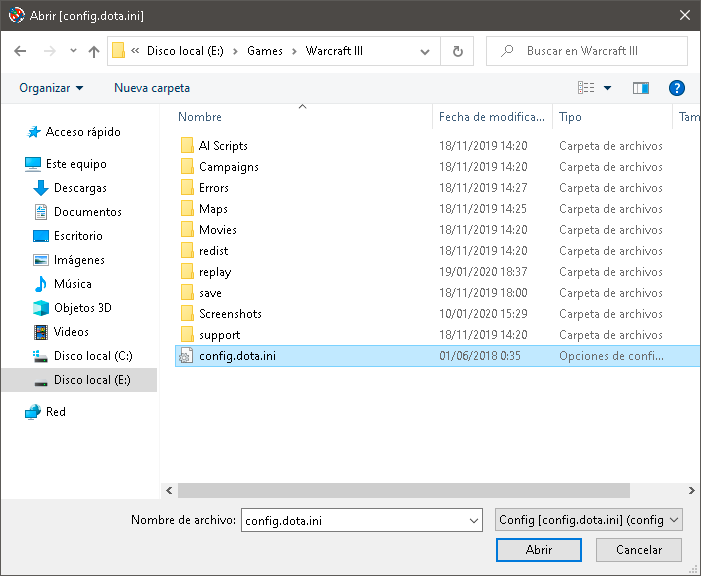 Abrir [config.dota.ini]
« Disco local (E:) › Games › Warcraft III
Buscar en Warcraft III
Organizar
Nueva carpeta
?
Acceso rápido
Este equipo
Descargas
Documentos
Escritorio
Imágenes
Música
Objetos 3D
Videos
Disco local (C:)
Disco local (E:)
Red
Nombre Fecha de modifica... Tipo Tam
AI Scripts 18/11/2019 14:20 Carpeta de archivos
Campaigns 18/11/2019 14:20 Carpeta de archivos
Errors 18/11/2019 14:27 Carpeta de archivos
Maps 18/11/2019 14:25 Carpeta de archivos
Movies 18/11/2019 14:20 Carpeta de archivos
redist 18/11/2019 14:20 Carpeta de archivos
replay 19/01/2020 18:37 Carpeta de archivos
save 18/11/2019 18:00 Carpeta de archivos
Screenshots 10/01/2020 15:29 Carpeta de archivos
support 18/11/2019 14:20 Carpeta de archivos
config.dota.ini 01/06/2018 0:35 Opciones de confi...
Nombre de archivo: config.dota.ini
Config [config.dota.ini] (config
Abrir
Cancelar